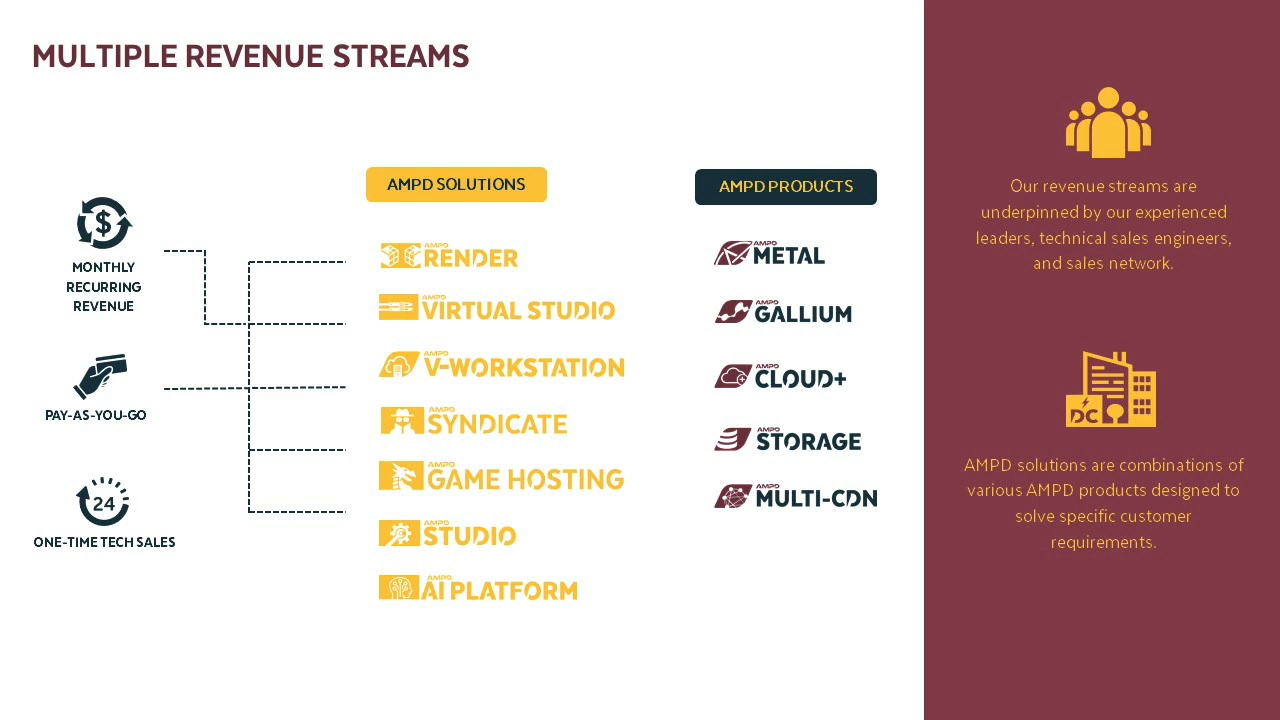 MULTIPLE REVENUE STREAMS
MONTHLY
RECURRING
REVENUE
PAY-AS-YOU-GO
24
ONE-TIME TECH SALES
AMPD SOLUTIONS
AMPD
RENDER
AMPD
VIRTUAL STUDIO
AMPD
V-WORKSTATION
AMPD
SYNDICATE
AMPD
GAME HOSTING
AMPD
STUDIO
AMPD
AI PLATFORM
AMPD PRODUCTS
AMPD
METAL
AMPD
GALLIUM
AMPD
CLOUD+
AMPD
STORAGE
AMPD
MULTI-CDN
Our revenue streams are
underpinned by our experienced
leaders, technical sales engineers,
and sales network.
DC
AMPD solutions are combinations of
various AMPD products designed to
solve specific customer
requirements.